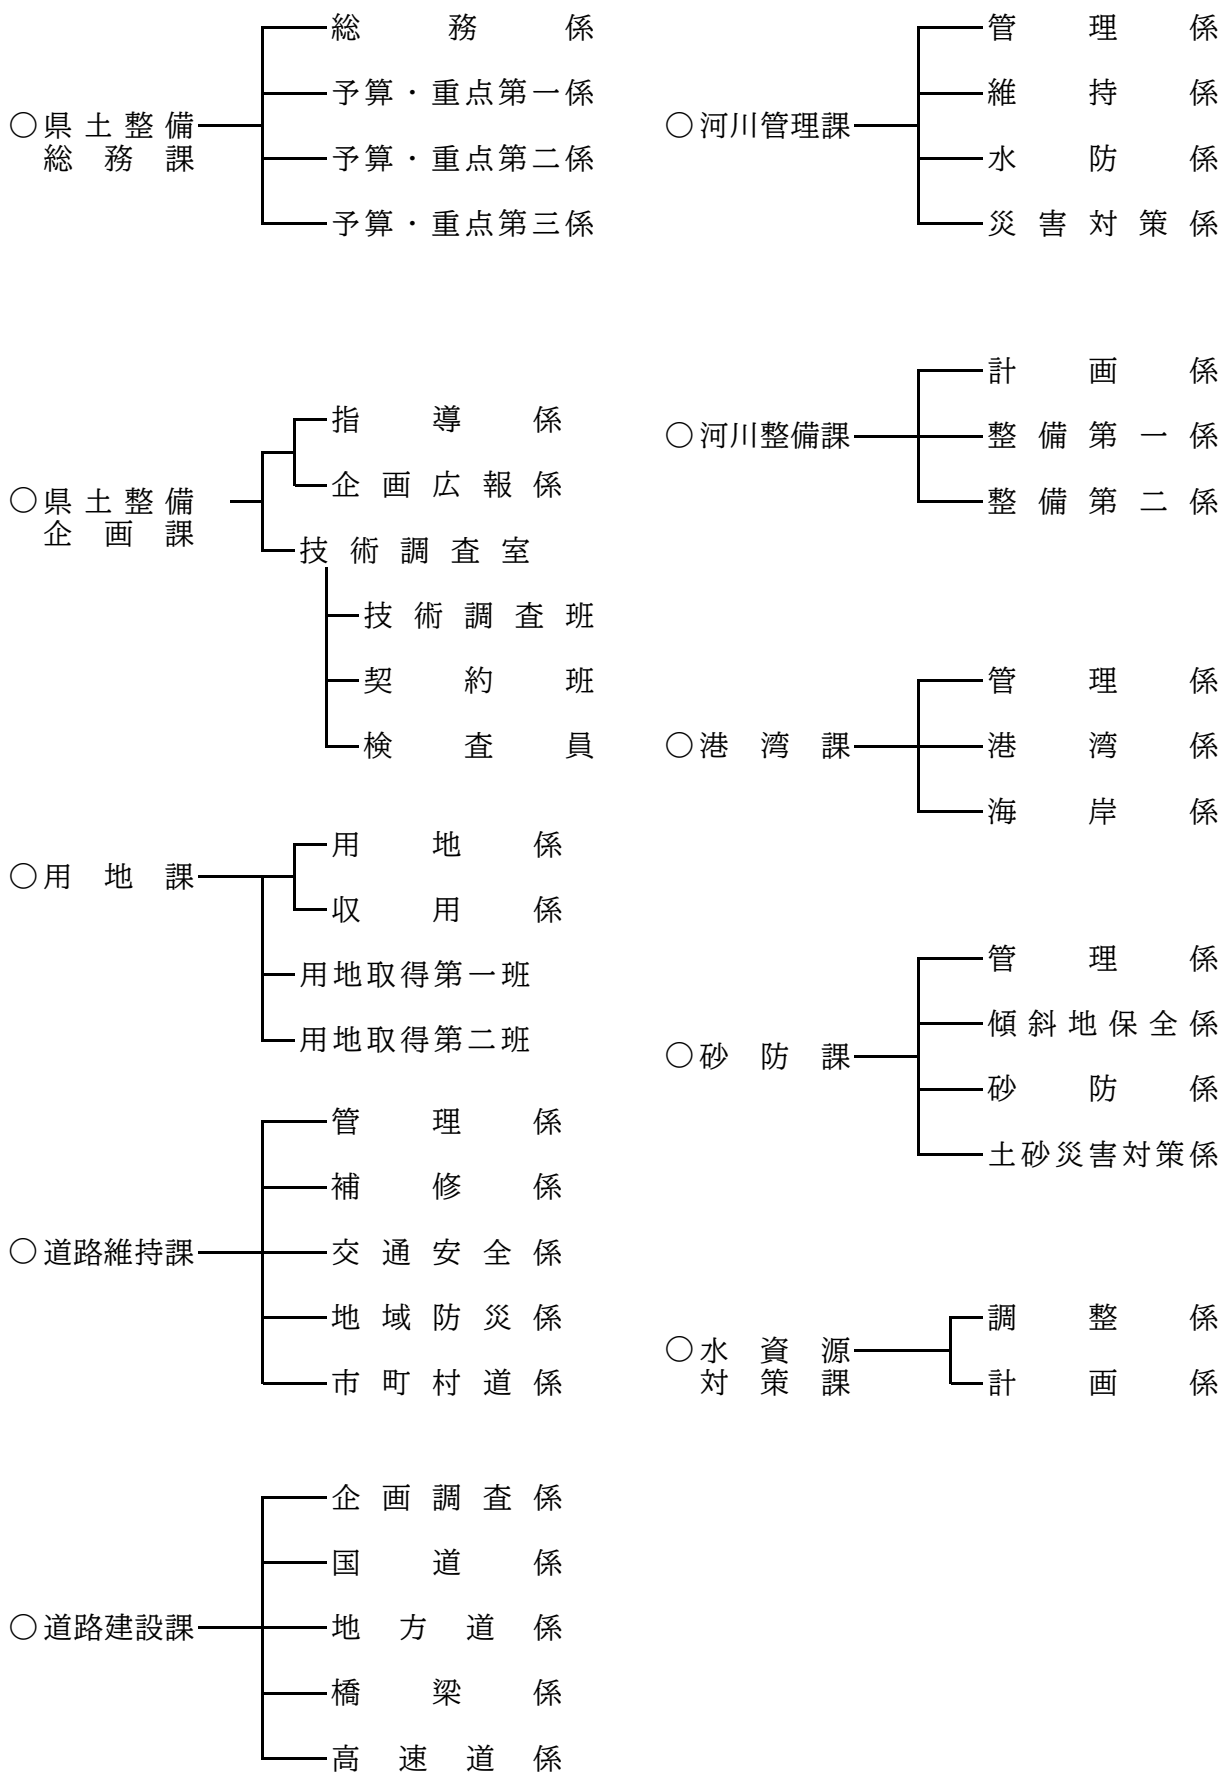 ○県土整備
総務課
総務係
予算・重点第一係
予算・重点第二係
予算・重点第三係
○県土整備
企画課
指導係
企画広報係
技術調査室
技術調査班
契約班
検査員
○用地課
用地係
収用係
用地取得第一班
用地取得第二班
○道路維持課
管理係
補修係
交通安全係
地域防災係
市町村道係
○道路建設課
企画調査係
国道係
地方道係
橋梁係
高速道係
○河川管理課
管理係
維持係
水防係
災害対策係
○河川整備課
計画係
整備第一係
整備第二係
○港湾課
管理係
港湾係
海岸係
○砂防課
管理係
傾斜地保全係
砂防係
土砂災害対策係
○水資源
対策課
調整係
計画係